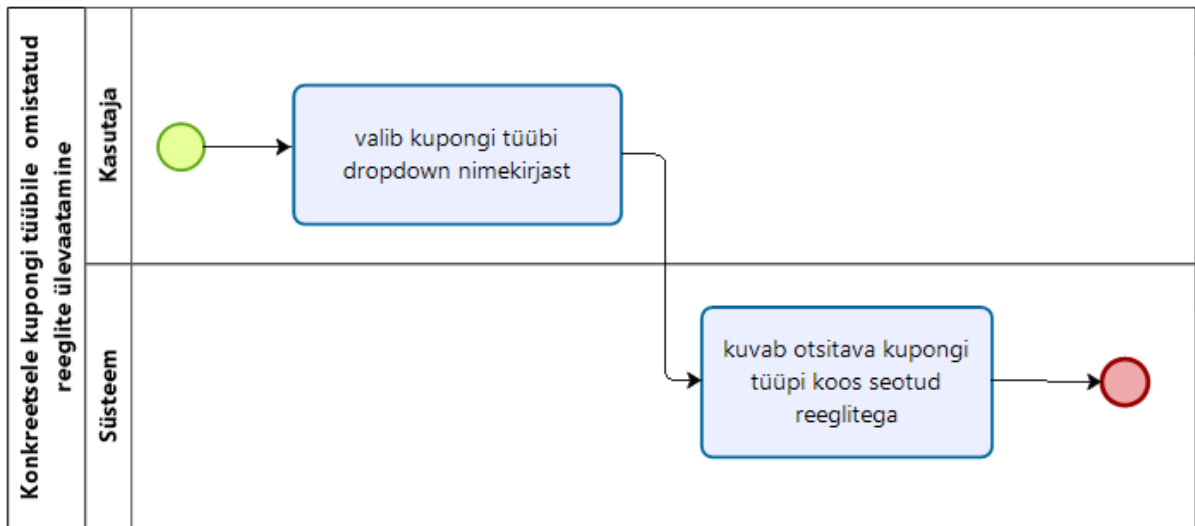 Konkreetsele kupongi tüübile omistatud
reeglite ülevaatamine
Kasutaja
valib kupongi tüübi
dropdown nimekirjast
Süsteem
kuvab otsitava kupongi
tüüpi koos seotud
reeglitega